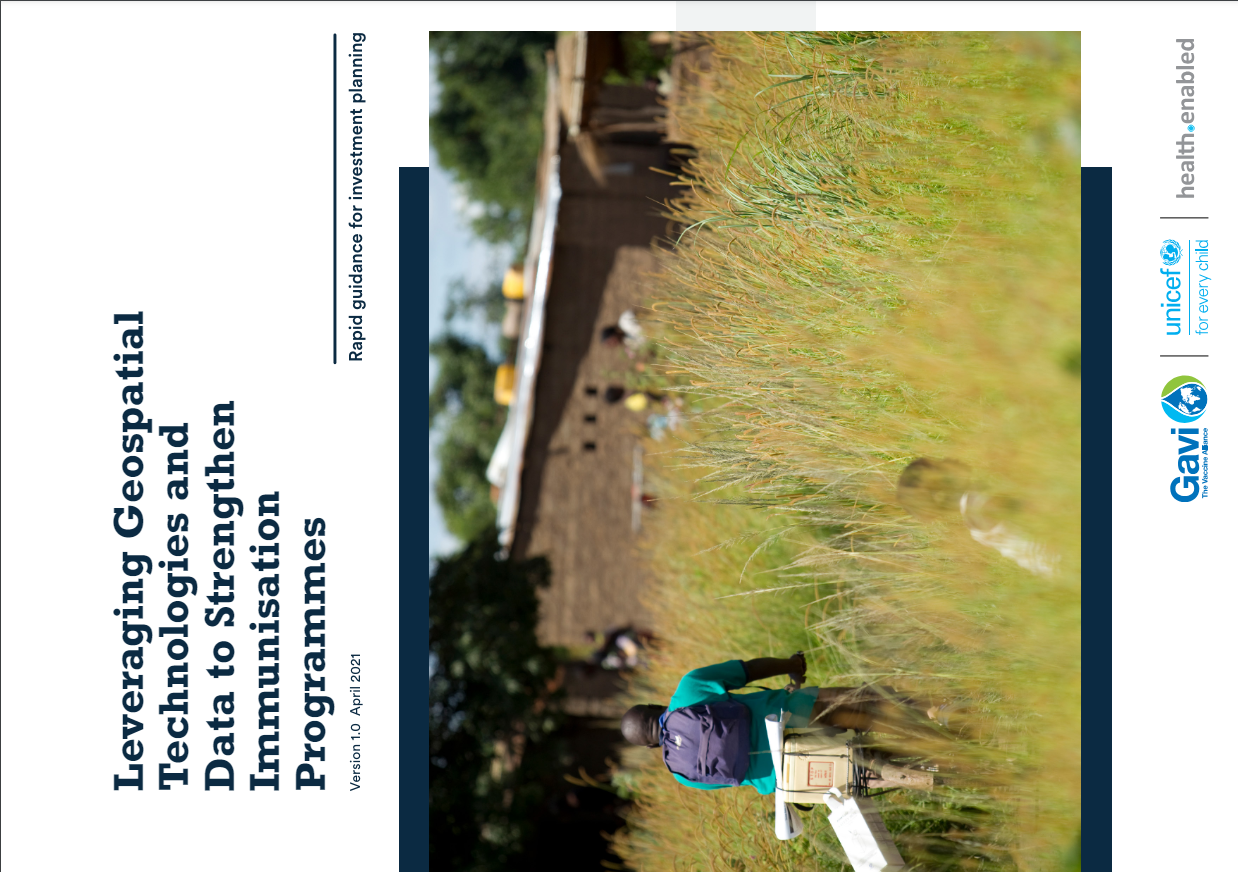 Leveraging Geospatial
Technologies and
Data to Strengthen
Immunisation
Programmes
Version 1.0 April 2021
Rapid guidance for investment planning
Gavi
The Vaccine Alliance
unicef
for every child
health.enabled